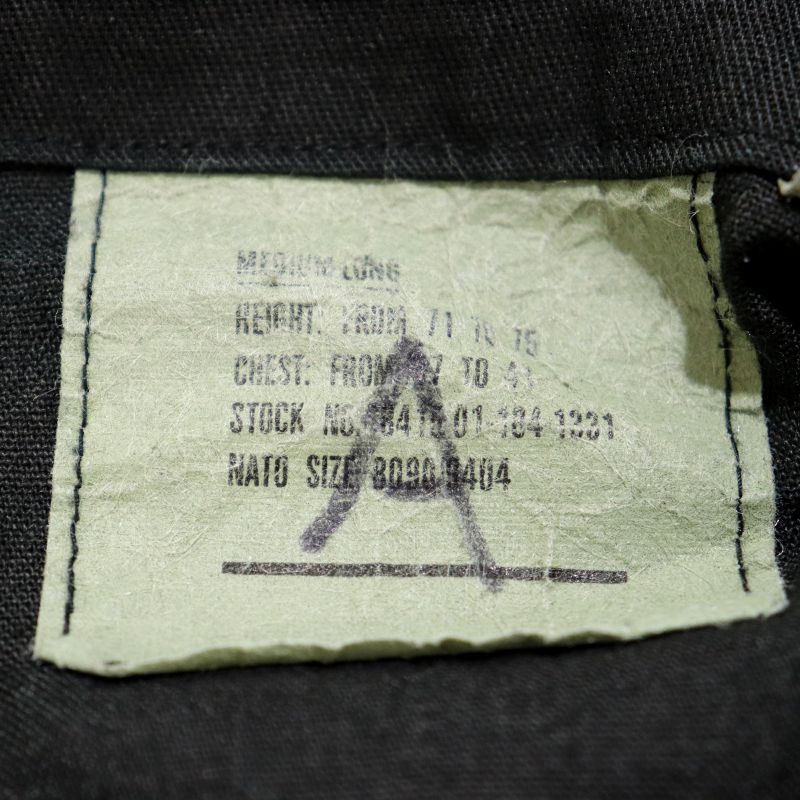 MEDIUM-LONG
HEIGHT: FROM 71 TO 75
CHEST: FROM 37 TO 41
STOCK NO. 8415 01-184-1331
NATO SIZE 8090/9404
A